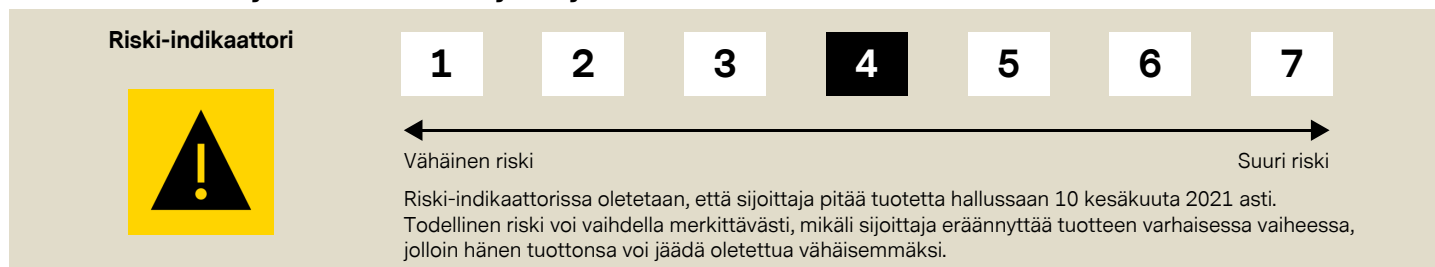 Riski-indikaattori
1 2 3 4 5 6 7
Vähäinen riski Suuri riski
Riski-indikaattorissa oletetaan, että sijoittaja pitää tuotetta hallussaan 10 kesäkuuta 2021 asti.
Todellinen riski voi vaihdella merkittävästi, mikäli sijoittaja eräännyttää tuotteen varhaisessa vaiheessa,
jolloin hänen tuottonsa voi jäädä oletettua vähäisemmäksi.